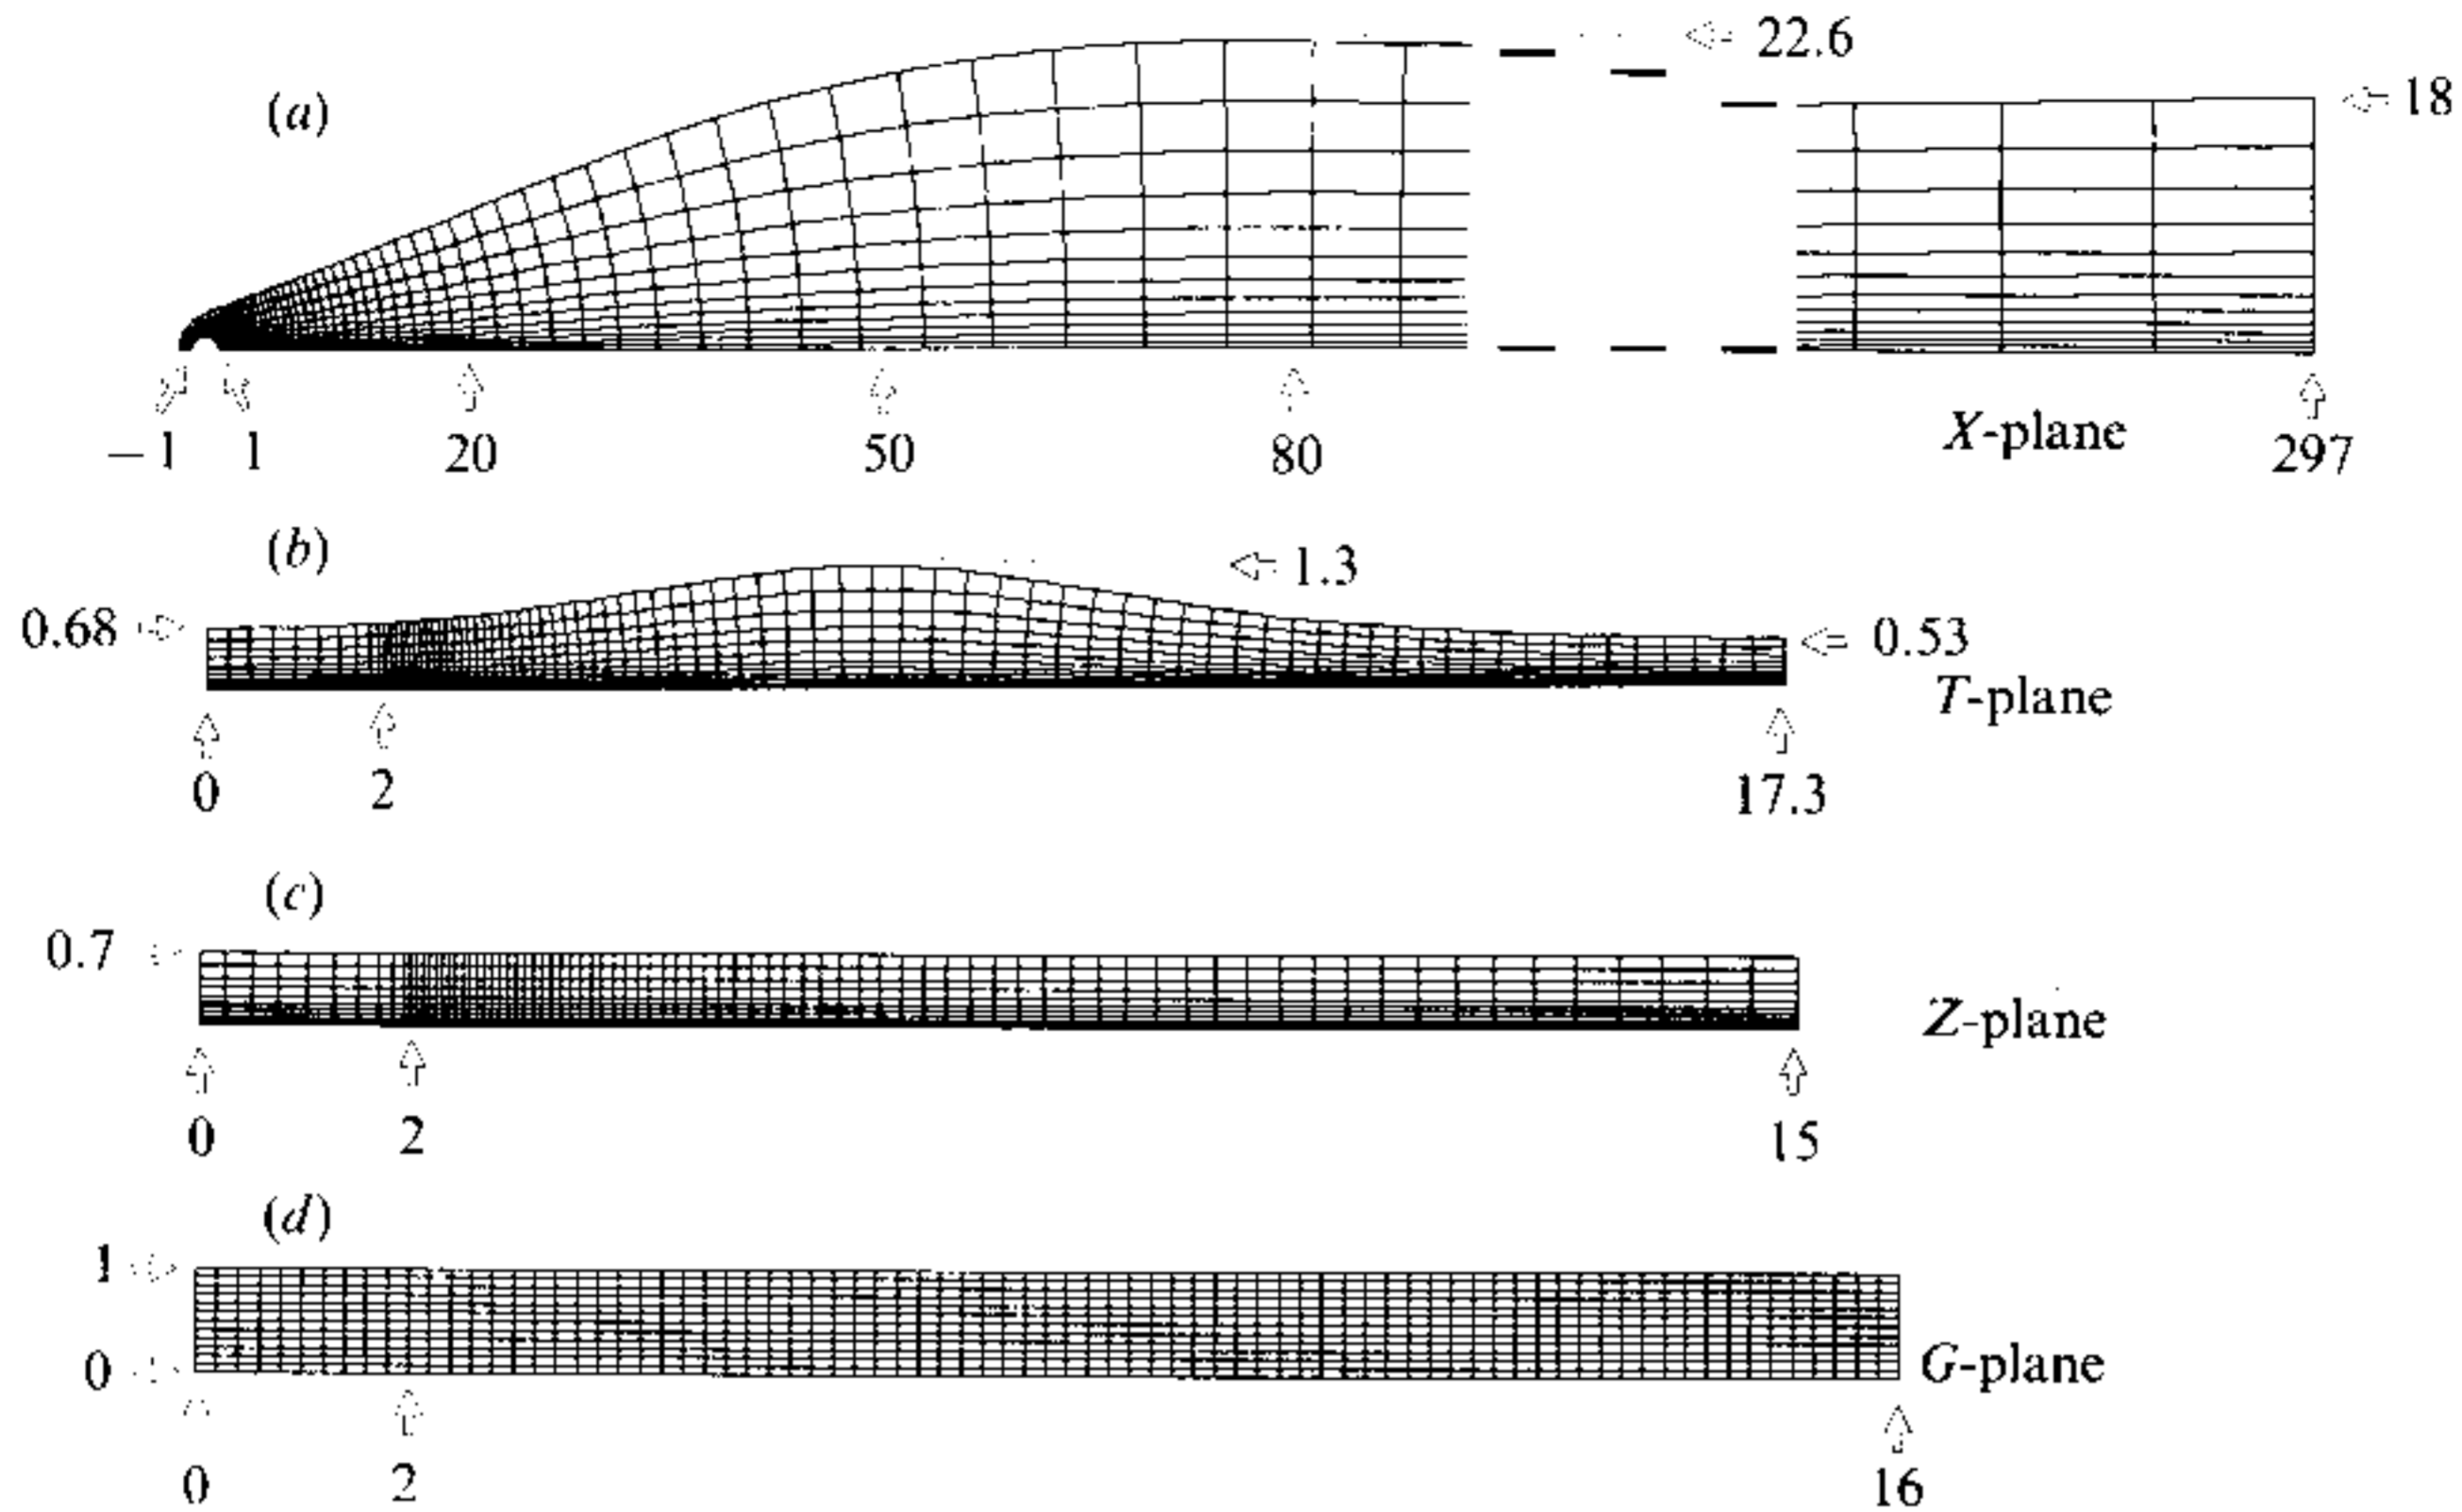 (a)
22.6
18
−1 1 20 50 80 297
X-plane
(b)
1.3
0.68
0.53
T-plane
0 2 17.3
(c)
0.7
Z-plane
0 2 15
(d)
1
0
G-plane
0 2 16